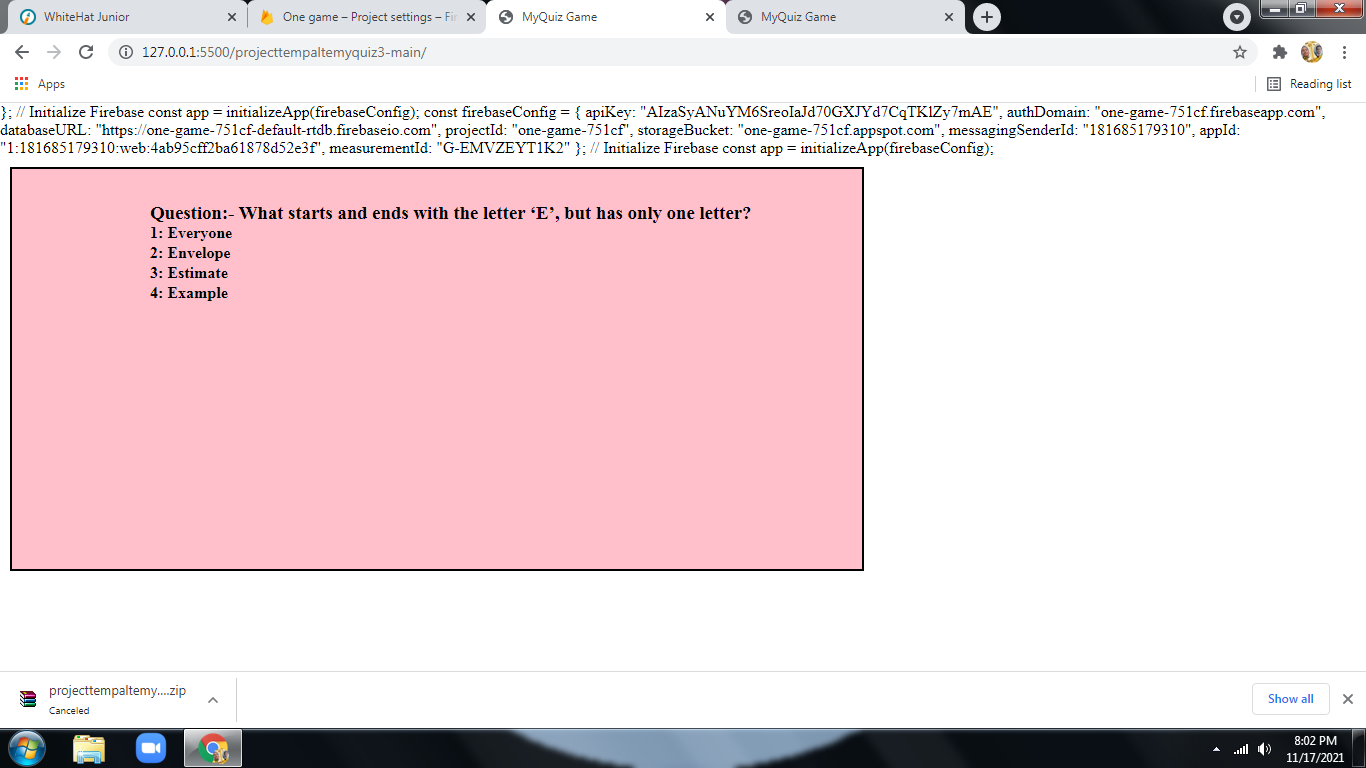 WhiteHat Junior
One game – Project settings – Fir
MyQuiz Game
MyQuiz Game
127.0.0.1:5500/projecttempaltemyquiz3-main/
Apps
Reading list
}; // Initialize Firebase const app = initializeApp(firebaseConfig); const firebaseConfig = { apiKey: "AIzaSyANuYM6SreoIaJd70GXJYd7CqTKlZy7mAE", authDomain: "one-game-751cf.firebaseapp.com",
databaseURL: "https://one-game-751cf-default-rtdb.firebaseio.com", projectId: "one-game-751cf", storageBucket: "one-game-751cf.appspot.com", messagingSenderId: "181685179310", appId:
"1:181685179310:web:4ab95cff2ba61878d52e3f", measurementId: "G-EMVZEYT1K2" }; // Initialize Firebase const app = initializeApp(firebaseConfig);
Question:- What starts and ends with the letter ‘E’, but has only one letter?
1: Everyone
2: Envelope
3: Estimate
4: Example
projecttempaltemy....zip
Canceled
Show all
8:02 PM
11/17/2021